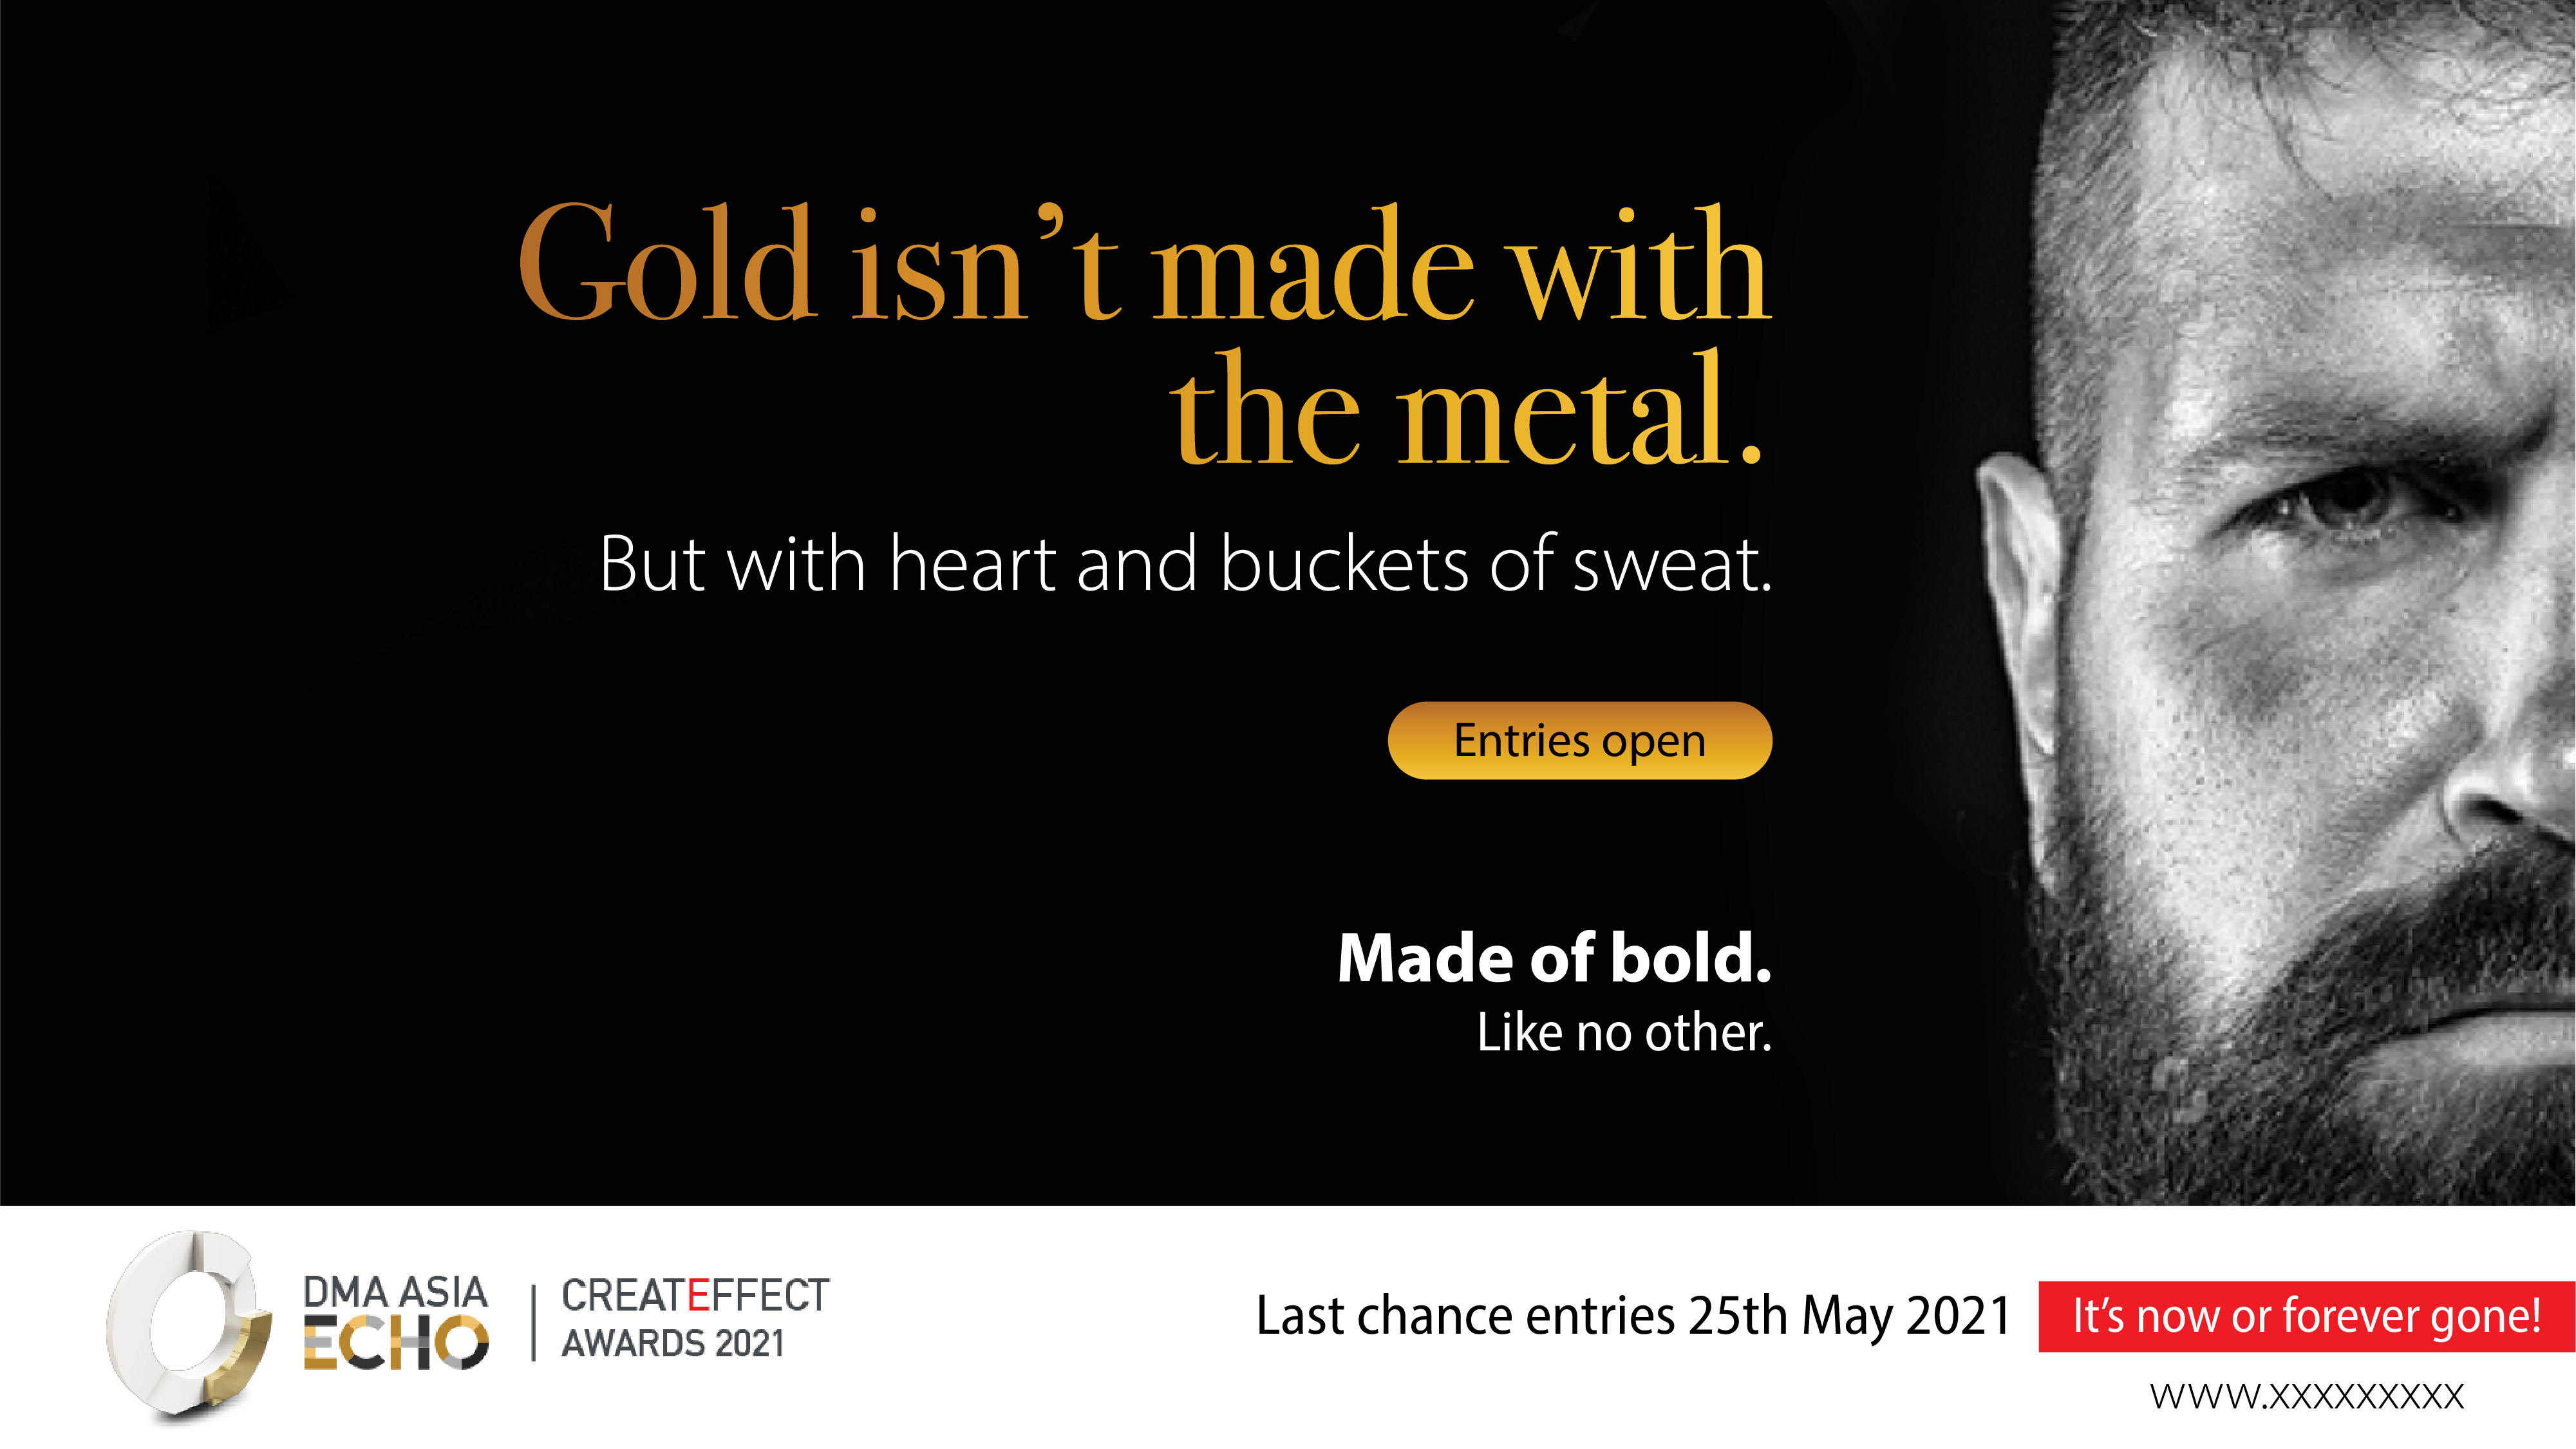 Gold isn’t made with
the metal.
But with heart and buckets of sweat.
Entries open
Made of bold.
Like no other.
DMA ASIA
ECHO
CREATEFFECT
AWARDS 2021
Last chance entries 25th May 2021
It’s now or forever gone!
www.xxxxxxxxx